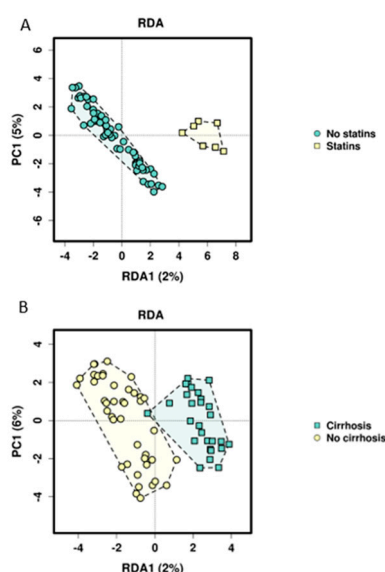 A
RDA
6
4
2
0
-2
-4
-6
PC1 (5%)
-4 -2 0 2 4 6 8
RDA1 (2%)
No statins
Statins
B
RDA
4
2
0
-2
-4
PC1 (6%)
-4 -2 0 2 4
RDA1 (2%)
Cirrhosis
No cirrhosis